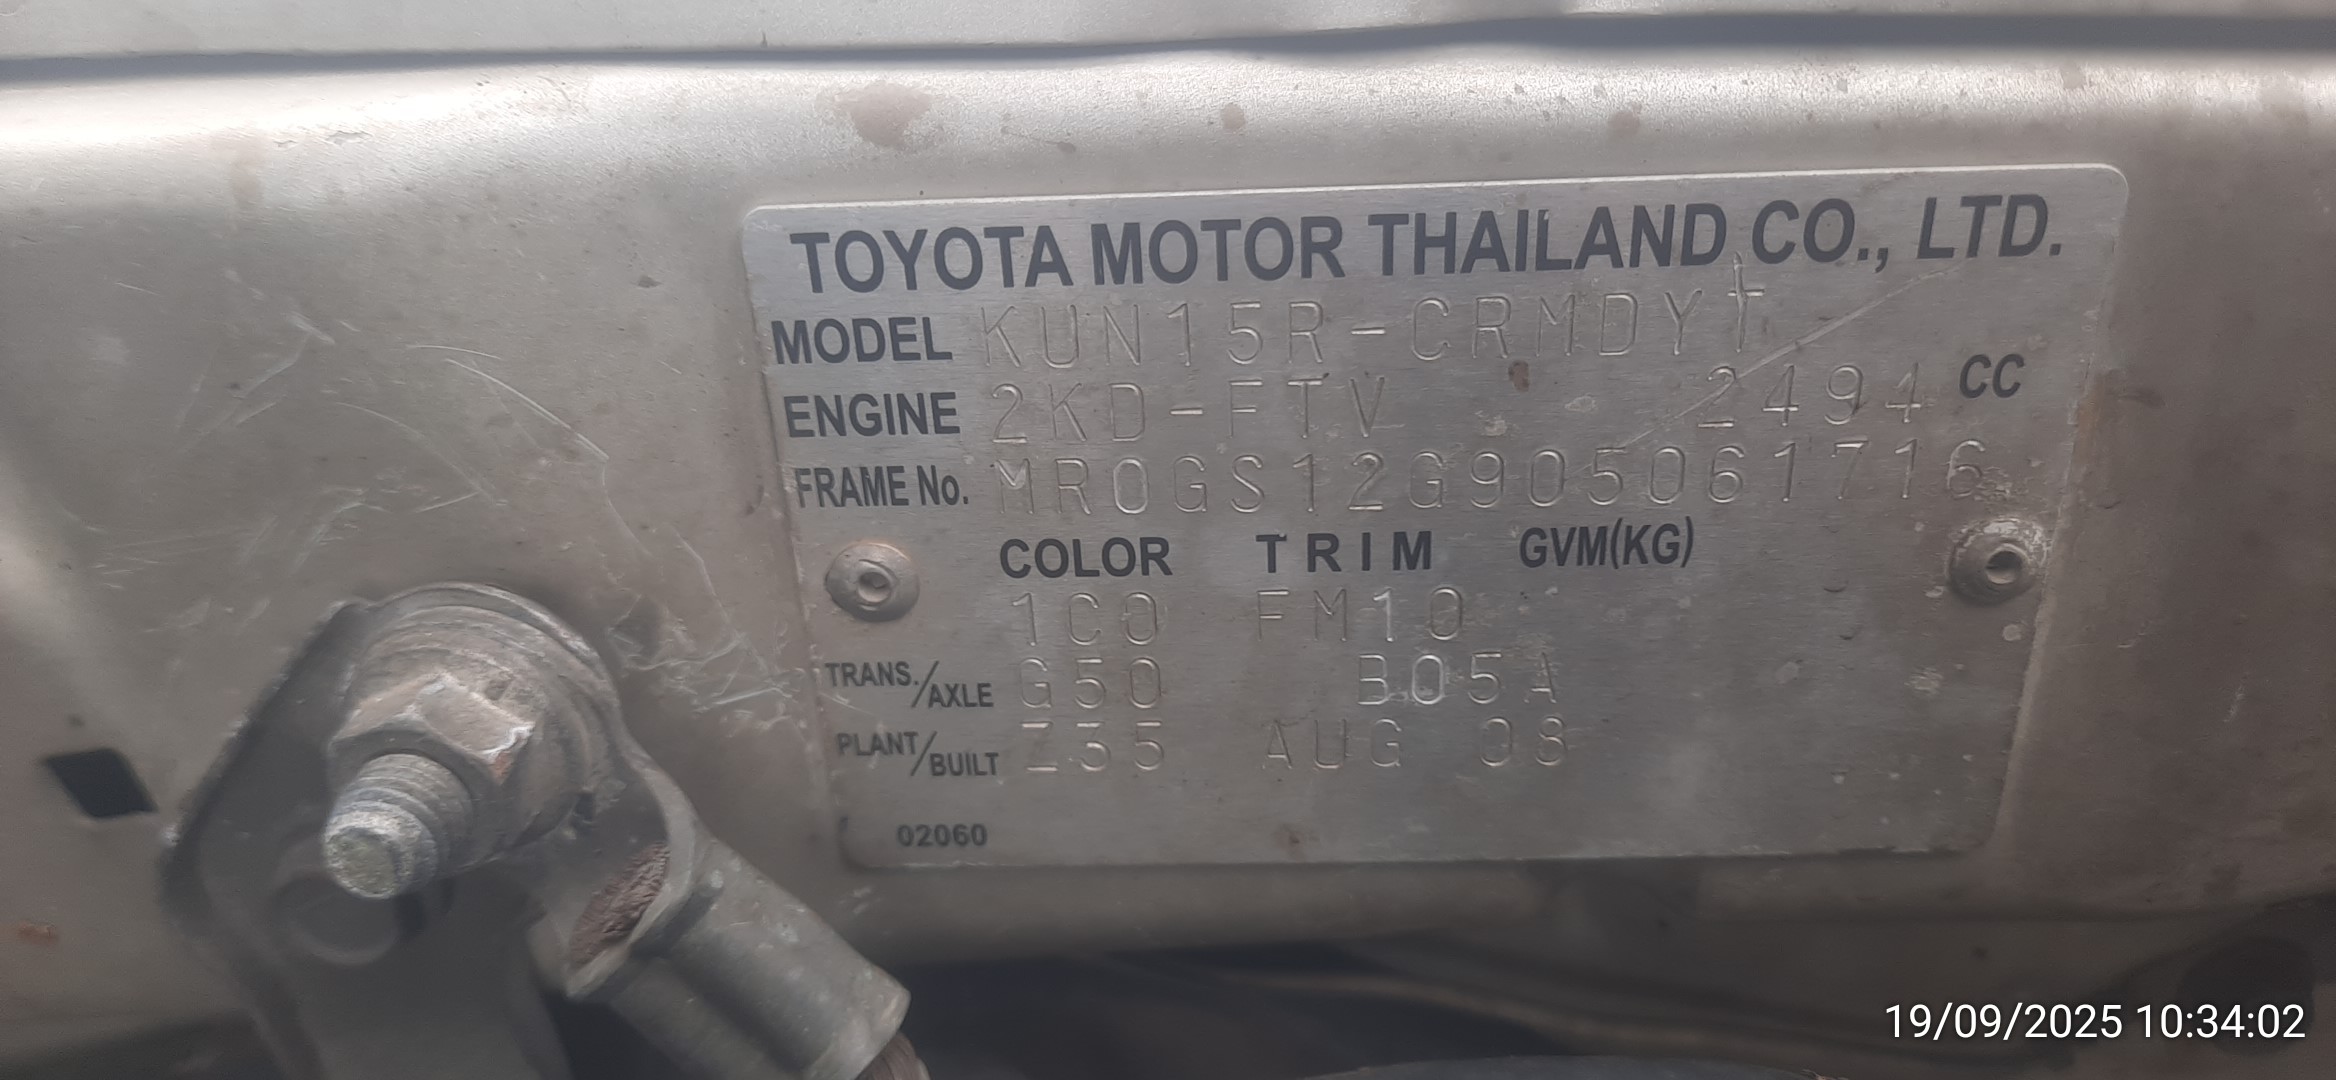 TOYOTA MOTOR THAILAND CO., LTD.
MODEL KUN15R-CRMDYT
ENGINE 2KD-FTV 2494 CC
FRAME No. MR0GS12G905061716
COLOR TRIM GVM(KG)
1C0 FM10
TRANS./AXLE G50 B05A
PLANT/BUILT Z35 AUG 08
02060
19/09/2025 10:34:02